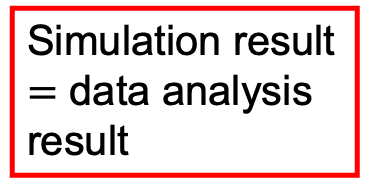 Simulation result
= data analysis
result